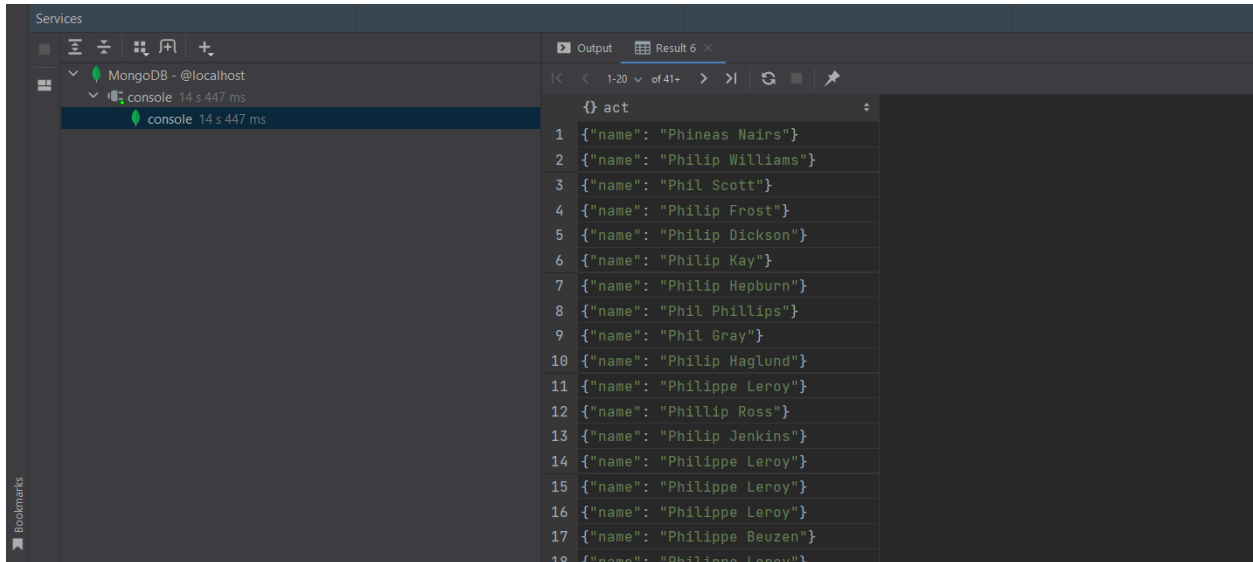 Services
Output
Result 6
MongoDB - @localhost
1-20 of 41+
console 14 s 447 ms
console 14 s 447 ms
{} act
1 {"name": "Phineas Nairs"}
2 {"name": "Philip Williams"}
3 {"name": "Phil Scott"}
4 {"name": "Philip Frost"}
5 {"name": "Philip Dickson"}
6 {"name": "Philip Kay"}
7 {"name": "Philip Hepburn"}
8 {"name": "Phil Phillips"}
9 {"name": "Phil Gray"}
10 {"name": "Philip Haglund"}
11 {"name": "Philippe Leroy"}
12 {"name": "Phillip Ross"}
13 {"name": "Philip Jenkins"}
14 {"name": "Philippe Leroy"}
15 {"name": "Philippe Leroy"}
16 {"name": "Philippe Leroy"}
17 {"name": "Philippe Beuzen"}
18 {"name": "Philippe Leroy"}
Bookmarks